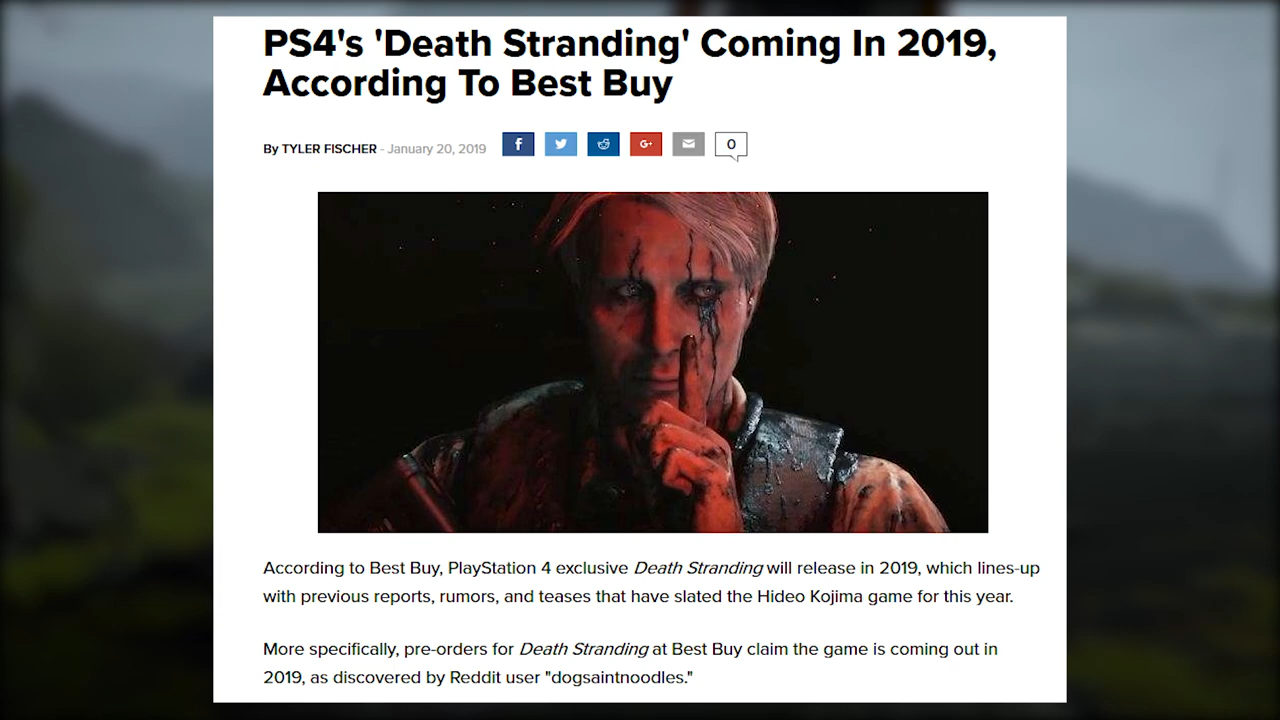 PS4's 'Death Stranding' Coming In 2019,
According To Best Buy
By TYLER FISCHER - January 20, 2019 f G+ 0
According to Best Buy, PlayStation 4 exclusive Death Stranding will release in 2019, which lines-up
with previous reports, rumors, and teases that have slated the Hideo Kojima game for this year.
More specifically, pre-orders for Death Stranding at Best Buy claim the game is coming out in
2019, as discovered by Reddit user "dogsaintnoodles."